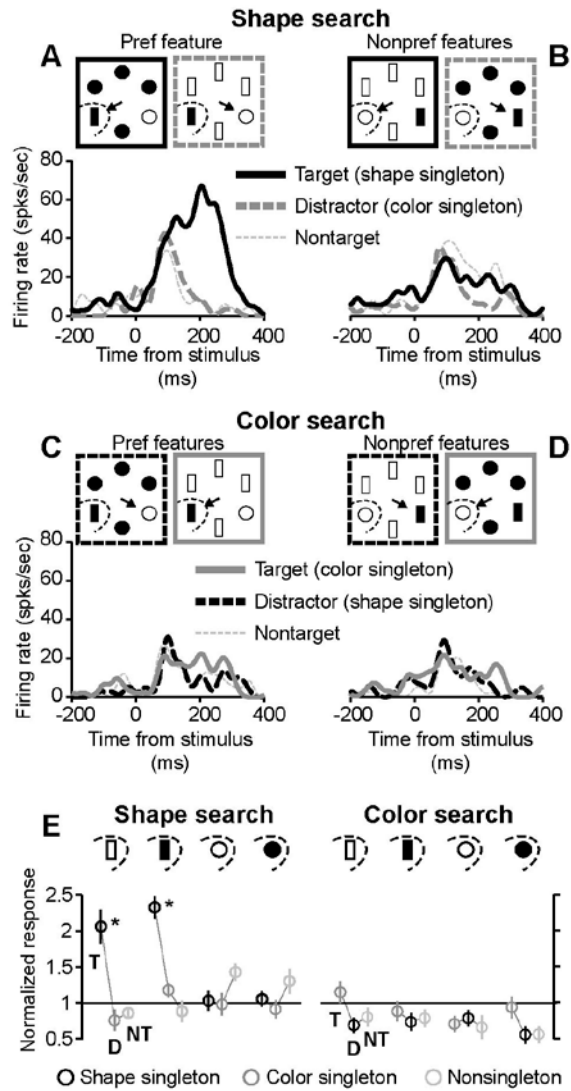 Shape search
A Pref feature Nonpref features B
80
60
40
20
0
Firing rate (spks/sec)
Target (shape singleton)
Distractor (color singleton)
Nontarget
-200 0 200 400 -200 0 200 400
Time from stimulus Time from stimulus
(ms) (ms)
Color search
C Pref features Nonpref features D
80
60
40
20
0
Firing rate (spks/sec)
Target (color singleton)
Distractor (shape singleton)
Nontarget
-200 0 200 400 -200 0 200 400
Time from stimulus Time from stimulus
(ms) (ms)
E Shape search Color search
2.5
2
1.5
1
0.5
Normalized response
* *
T T
D NT D NT
Shape singleton Color singleton Nonsingleton